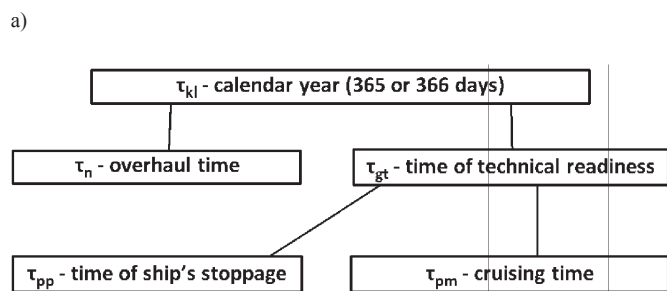 a)
τkl - calendar year (365 or 366 days)
τn - overhaul time
τgt - time of technical readiness
τpp - time of ship's stoppage
τpm - cruising time